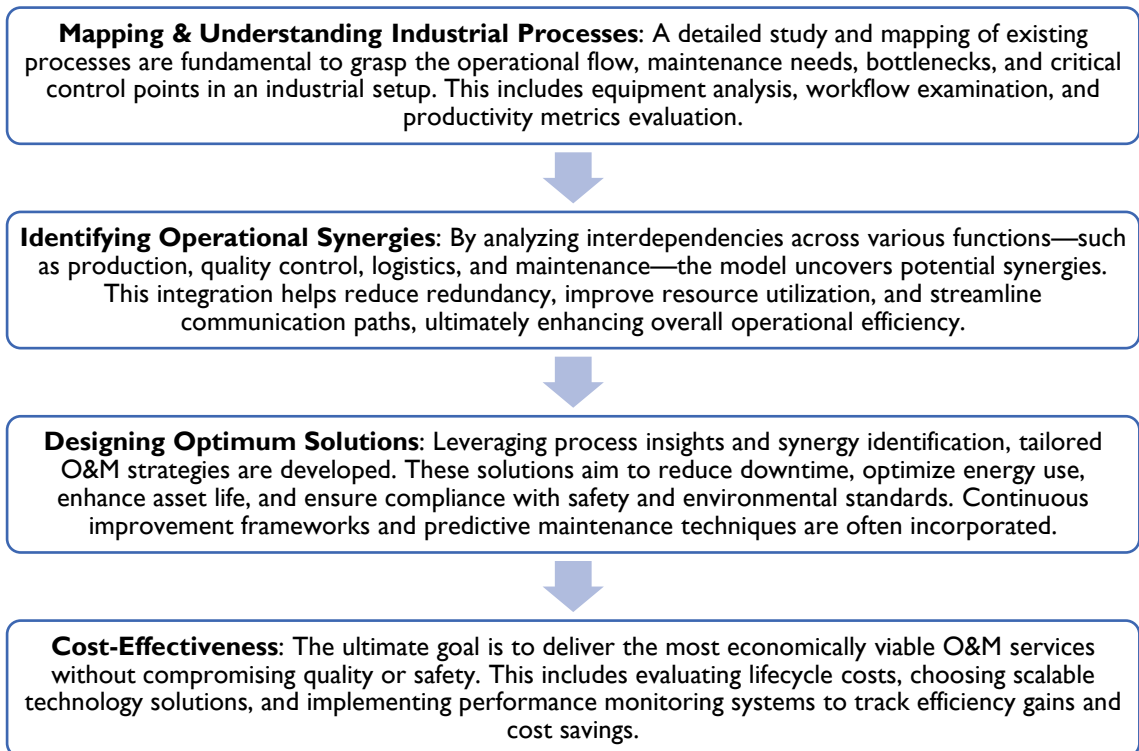 Mapping & Understanding Industrial Processes: A detailed study and mapping of existing
processes are fundamental to grasp the operational flow, maintenance needs, bottlenecks, and critical
control points in an industrial setup. This includes equipment analysis, workflow examination, and
productivity metrics evaluation.
Identifying Operational Synergies: By analyzing interdependencies across various functions—such
as production, quality control, logistics, and maintenance—the model uncovers potential synergies.
This integration helps reduce redundancy, improve resource utilization, and streamline
communication paths, ultimately enhancing overall operational efficiency.
Designing Optimum Solutions: Leveraging process insights and synergy identification, tailored
O&M strategies are developed. These solutions aim to reduce downtime, optimize energy use,
enhance asset life, and ensure compliance with safety and environmental standards. Continuous
improvement frameworks and predictive maintenance techniques are often incorporated.
Cost-Effectiveness: The ultimate goal is to deliver the most economically viable O&M services
without compromising quality or safety. This includes evaluating lifecycle costs, choosing scalable
technology solutions, and implementing performance monitoring systems to track efficiency gains and
cost savings.